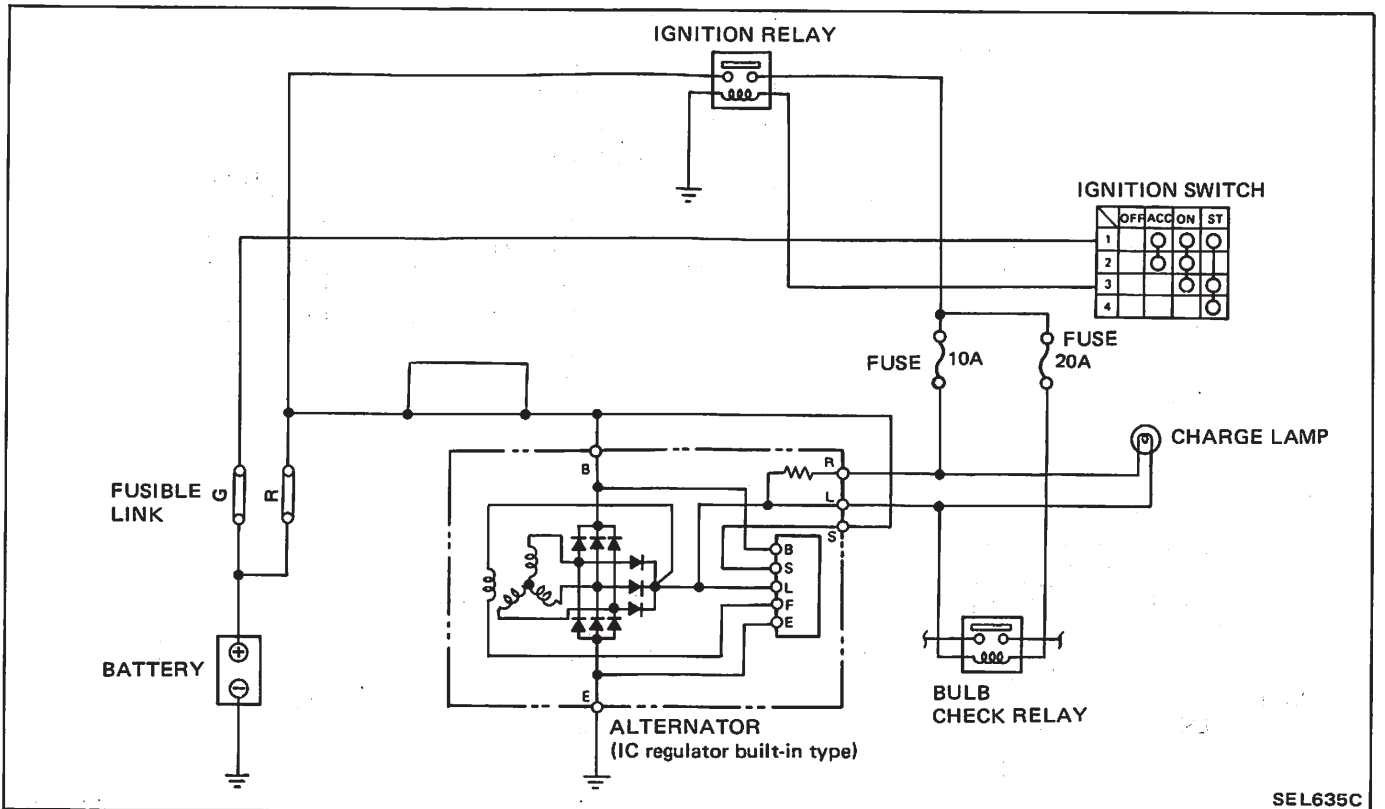 IGNITION RELAY
IGNITION SWITCH
OFF ACC ON ST
1
2
3
4
FUSE 10A
FUSE
20A
CHARGE LAMP
FUSIBLE
LINK
G
R
B
R
L
S
B
S
L
F
E
BATTERY
E
ALTERNATOR
(IC regulator built-in type)
BULB
CHECK RELAY
SEL635C